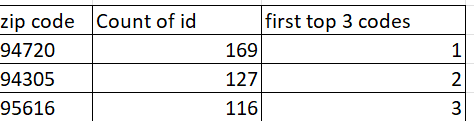 zip code Count of id first top 3 codes
94720 169 1
94305 127 2
95616 116 3